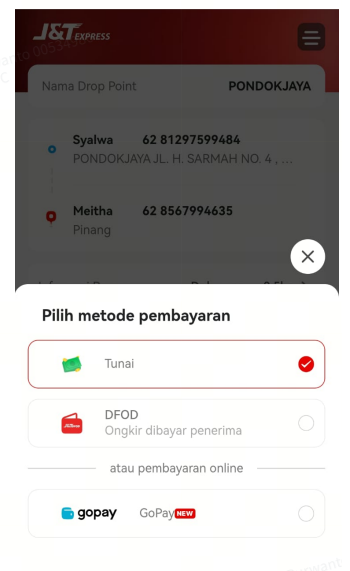 J&T EXPRESS
Nama Drop Point PONDOKJAYA
Syalwa 62 81297599484
PONDOKJAYA JL. H. SARMAH NO. 4 , ...
Meitha 62 8567994635
Pinang
Pilih metode pembayaran
Tunai
DFOD
Ongkir dibayar penerima
atau pembayaran online
gopay GoPay NEW